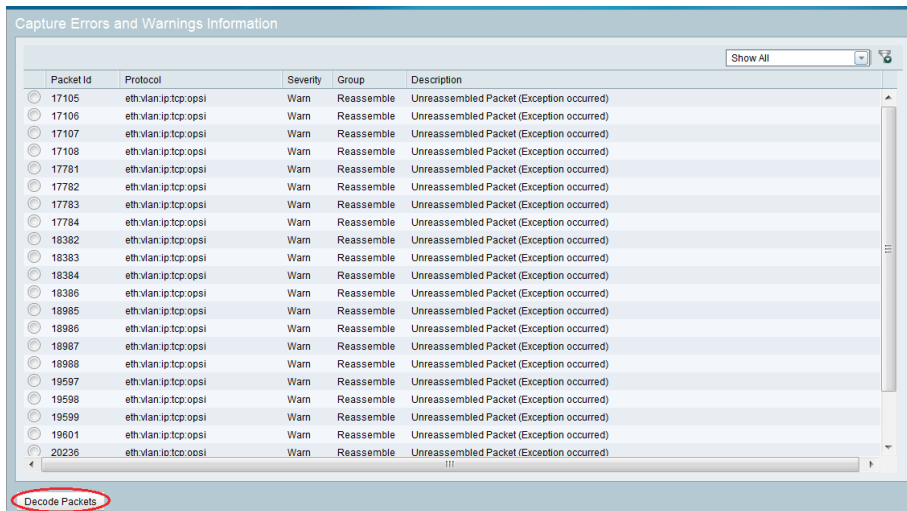 Capture Errors and Warnings Information
Show All
Packet Id Protocol Severity Group Description
17105 eth:vlan:ip:tcp:opsi Warn Reassemble Unreassembled Packet (Exception occurred)
17106 eth:vlan:ip:tcp:opsi Warn Reassemble Unreassembled Packet (Exception occurred)
17107 eth:vlan:ip:tcp:opsi Warn Reassemble Unreassembled Packet (Exception occurred)
17108 eth:vlan:ip:tcp:opsi Warn Reassemble Unreassembled Packet (Exception occurred)
17781 eth:vlan:ip:tcp:opsi Warn Reassemble Unreassembled Packet (Exception occurred)
17782 eth:vlan:ip:tcp:opsi Warn Reassemble Unreassembled Packet (Exception occurred)
17783 eth:vlan:ip:tcp:opsi Warn Reassemble Unreassembled Packet (Exception occurred)
17784 eth:vlan:ip:tcp:opsi Warn Reassemble Unreassembled Packet (Exception occurred)
18382 eth:vlan:ip:tcp:opsi Warn Reassemble Unreassembled Packet (Exception occurred)
18383 eth:vlan:ip:tcp:opsi Warn Reassemble Unreassembled Packet (Exception occurred)
18384 eth:vlan:ip:tcp:opsi Warn Reassemble Unreassembled Packet (Exception occurred)
18386 eth:vlan:ip:tcp:opsi Warn Reassemble Unreassembled Packet (Exception occurred)
18985 eth:vlan:ip:tcp:opsi Warn Reassemble Unreassembled Packet (Exception occurred)
18986 eth:vlan:ip:tcp:opsi Warn Reassemble Unreassembled Packet (Exception occurred)
18987 eth:vlan:ip:tcp:opsi Warn Reassemble Unreassembled Packet (Exception occurred)
18988 eth:vlan:ip:tcp:opsi Warn Reassemble Unreassembled Packet (Exception occurred)
19597 eth:vlan:ip:tcp:opsi Warn Reassemble Unreassembled Packet (Exception occurred)
19598 eth:vlan:ip:tcp:opsi Warn Reassemble Unreassembled Packet (Exception occurred)
19599 eth:vlan:ip:tcp:opsi Warn Reassemble Unreassembled Packet (Exception occurred)
19601 eth:vlan:ip:tcp:opsi Warn Reassemble Unreassembled Packet (Exception occurred)
20236 eth:vlan:ip:tcp:opsi Warn Reassemble Unreassembled Packet (Exception occurred)
Decode Packets